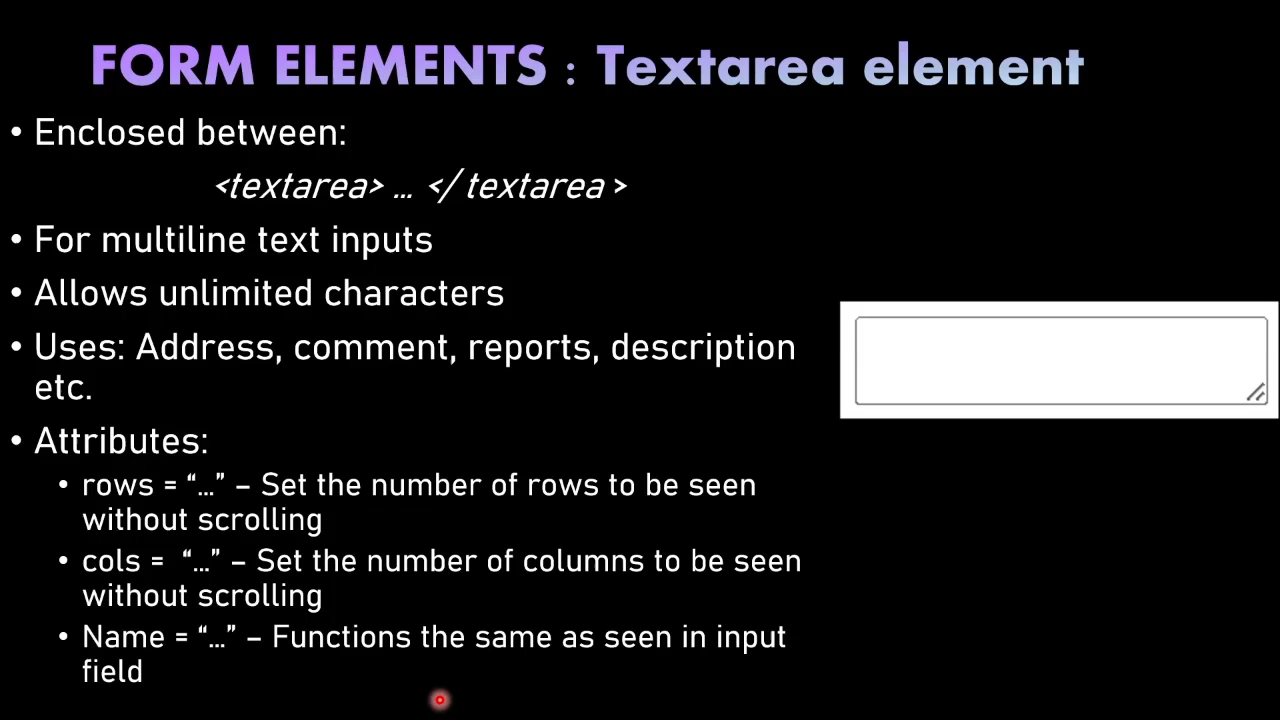 FORM ELEMENTS : Textarea element
• Enclosed between:
<textarea> ... </ textarea >
• For multiline text inputs
• Allows unlimited characters
• Uses: Address, comment, reports, description
etc.
• Attributes:
• rows = “...” – Set the number of rows to be seen
without scrolling
• cols =  “...” – Set the number of columns to be seen
without scrolling
• Name = “...” – Functions the same as seen in input
field